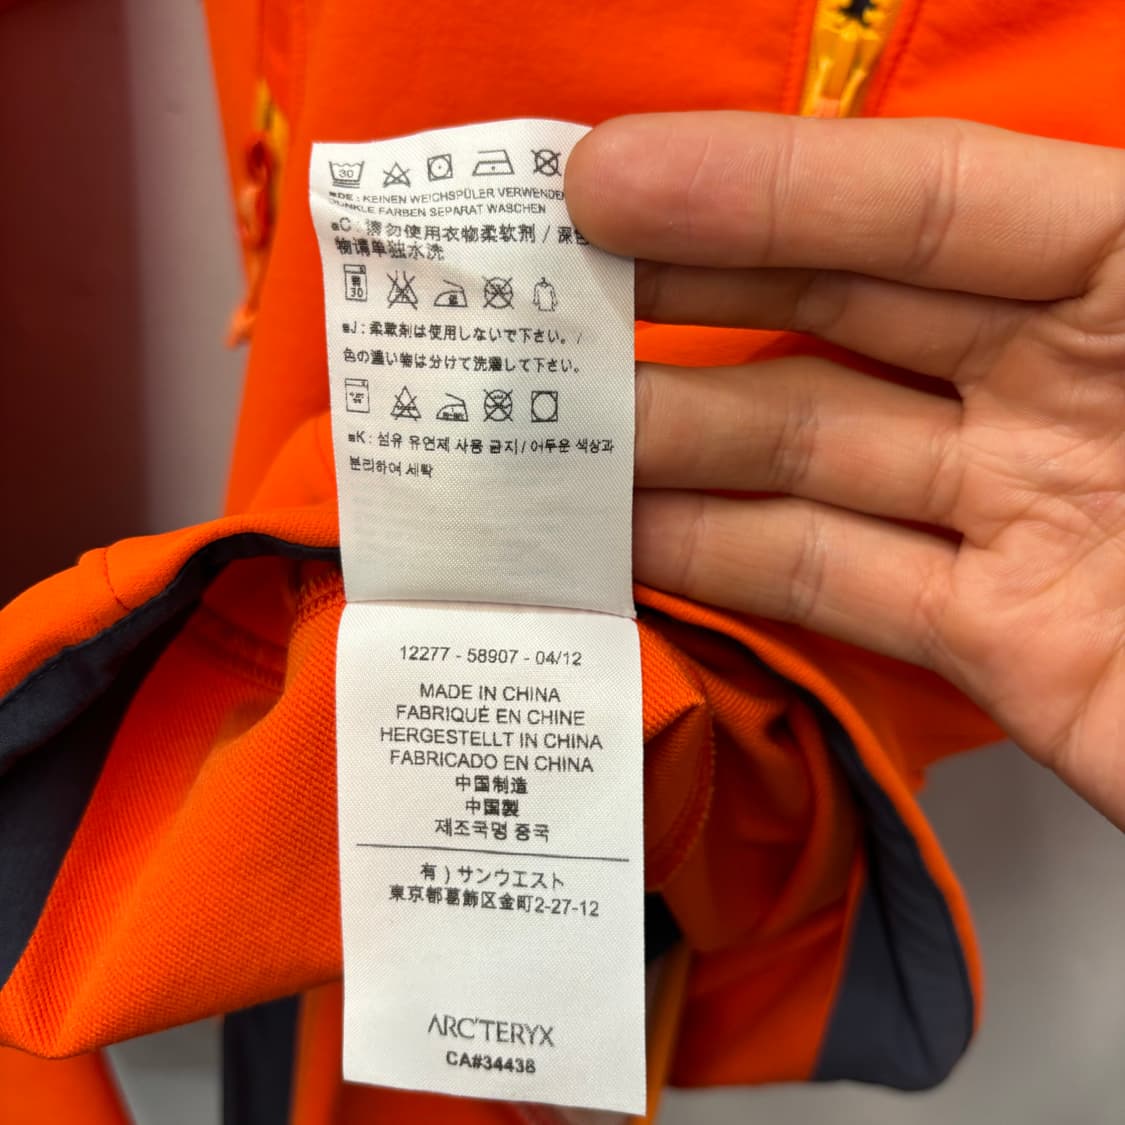 30
■DE : KEINEN WEICHSPÜLER VERWENDEN
DUNKLE FARBEN SEPARAT WASCHEN
■C : 请勿使用衣物柔软剂 / 深色
物请单独水洗
30
■J : 柔軟剤は使用しないで下さい。/
色の濃い物は分けて洗濯して下さい。
■K : 섬유 유연제 사용 금지 / 어두운 색상과
분리하여 세탁
12277 - 58907 - 04/12
MADE IN CHINA
FABRIQUÉ EN CHINE
HERGESTELLT IN CHINA
FABRICADO EN CHINA
中国制造
中国製
제조국명 중국
有 ) サンウエスト
東京都葛飾区金町2-27-12
ARC'TERYX
CA#34438